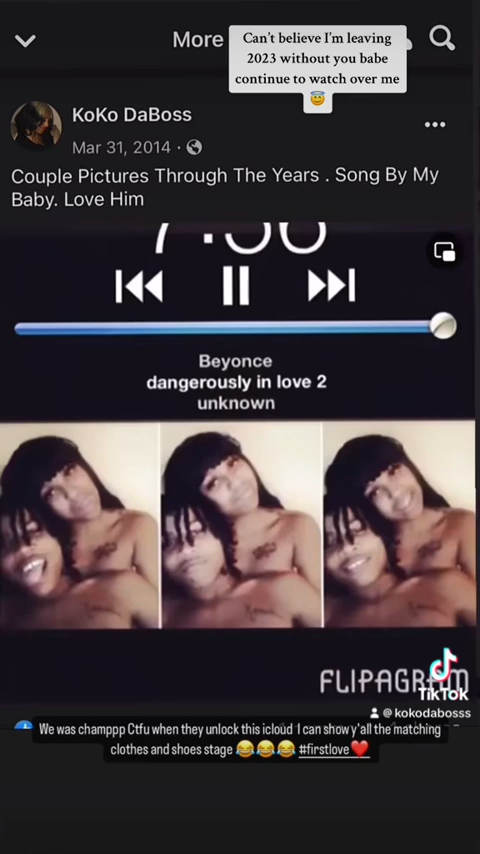 More
Can't believe I'm leaving
2023 without you babe
continue to watch over me
😇
KoKo DaBoss
Mar 31, 2014 ·
Couple Pictures Through The Years . Song By My
Baby. Love Him
Beyonce
dangerously in love 2
unknown
FLIPAGRAM
TikTok
@kokodabosss
We was champpp Ctfu when they unlock this icloud I can show y'all the matching
clothes and shoes stage 😂😂😂 #firstlove❤️